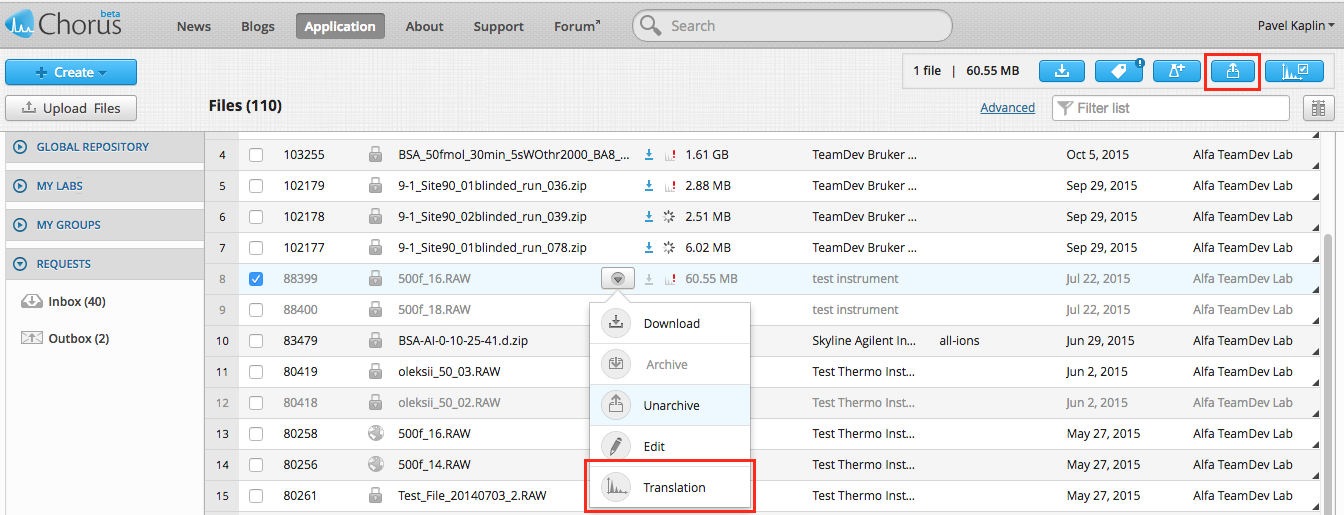 Chorus beta News Blogs Application About Support Forum↗ Search Pavel Kaplin
+ Create 1 file | 60.55 MB
Upload Files Files (110) Advanced Filter list
GLOBAL REPOSITORY
MY LABS
MY GROUPS
REQUESTS
Inbox (40)
Outbox (2)
4 103255 BSA_50fmol_30min_5sWOthr2000_BA8_... 1.61 GB TeamDev Bruker ... Oct 5, 2015 Alfa TeamDev Lab
5 102179 9-1_Site90_01blinded_run_036.zip 2.88 MB TeamDev Bruker ... Sep 29, 2015 Alfa TeamDev Lab
6 102178 9-1_Site90_02blinded_run_039.zip 2.51 MB TeamDev Bruker ... Sep 29, 2015 Alfa TeamDev Lab
7 102177 9-1_Site90_01blinded_run_078.zip 6.02 MB TeamDev Bruker ... Sep 29, 2015 Alfa TeamDev Lab
8 88399 500f_16.RAW 60.55 MB test instrument Jul 22, 2015 Alfa TeamDev Lab
9 88400 500f_18.RAW test instrument Jul 22, 2015 Alfa TeamDev Lab
10 83479 BSA-AI-0-10-25-41.d.zip Skyline Agilent In... all-ions Jun 29, 2015 Alfa TeamDev Lab
11 80419 oleksii_50_03.RAW Test Thermo Inst... Jun 2, 2015 Alfa TeamDev Lab
12 80418 oleksii_50_02.RAW Test Thermo Inst... Jun 2, 2015 Alfa TeamDev Lab
13 80258 500f_16.RAW Test Thermo Inst... May 27, 2015 Alfa TeamDev Lab
14 80256 500f_14.RAW Test Thermo Inst... May 27, 2015 Alfa TeamDev Lab
15 80261 Test_File_20140703_2.RAW Test Thermo Inst... May 27, 2015 Alfa TeamDev Lab
Download
Archive
Unarchive
Edit
Translation